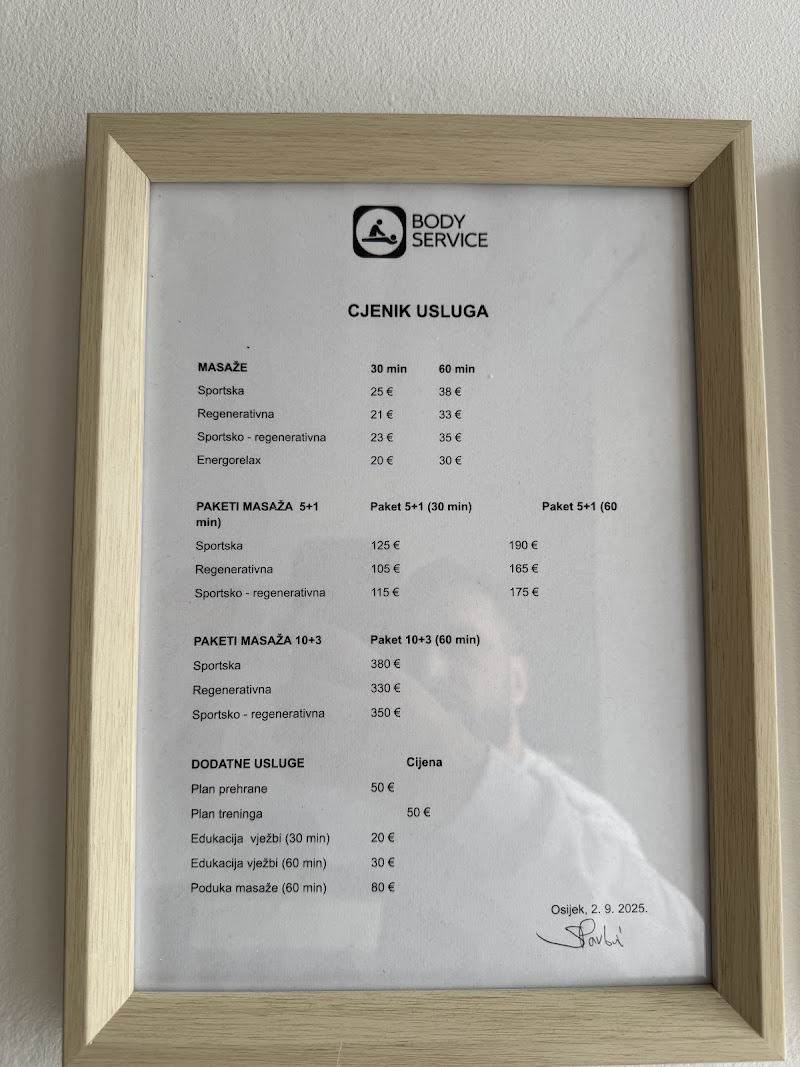 BODY
SERVICE
CJENIK USLUGA
MASAŽE 30 min 60 min
Sportska 25 € 38 €
Regenerativna 21 € 33 €
Sportsko - regenerativna 23 € 35 €
Energorelax 20 € 30 €
PAKETI MASAŽA 5+1 Paket 5+1 (30 min) Paket 5+1 (60
min)
Sportska 125 € 190 €
Regenerativna 105 € 165 €
Sportsko - regenerativna 115 € 175 €
PAKETI MASAŽA 10+3 Paket 10+3 (60 min)
Sportska 380 €
Regenerativna 330 €
Sportsko - regenerativna 350 €
DODATNE USLUGE Cijena
Plan prehrane 50 €
Plan treninga 50 €
Edukacija vježbi (30 min) 20 €
Edukacija vježbi (60 min) 30 €
Poduka masaže (60 min) 80 €
Osijek, 2. 9. 2025.